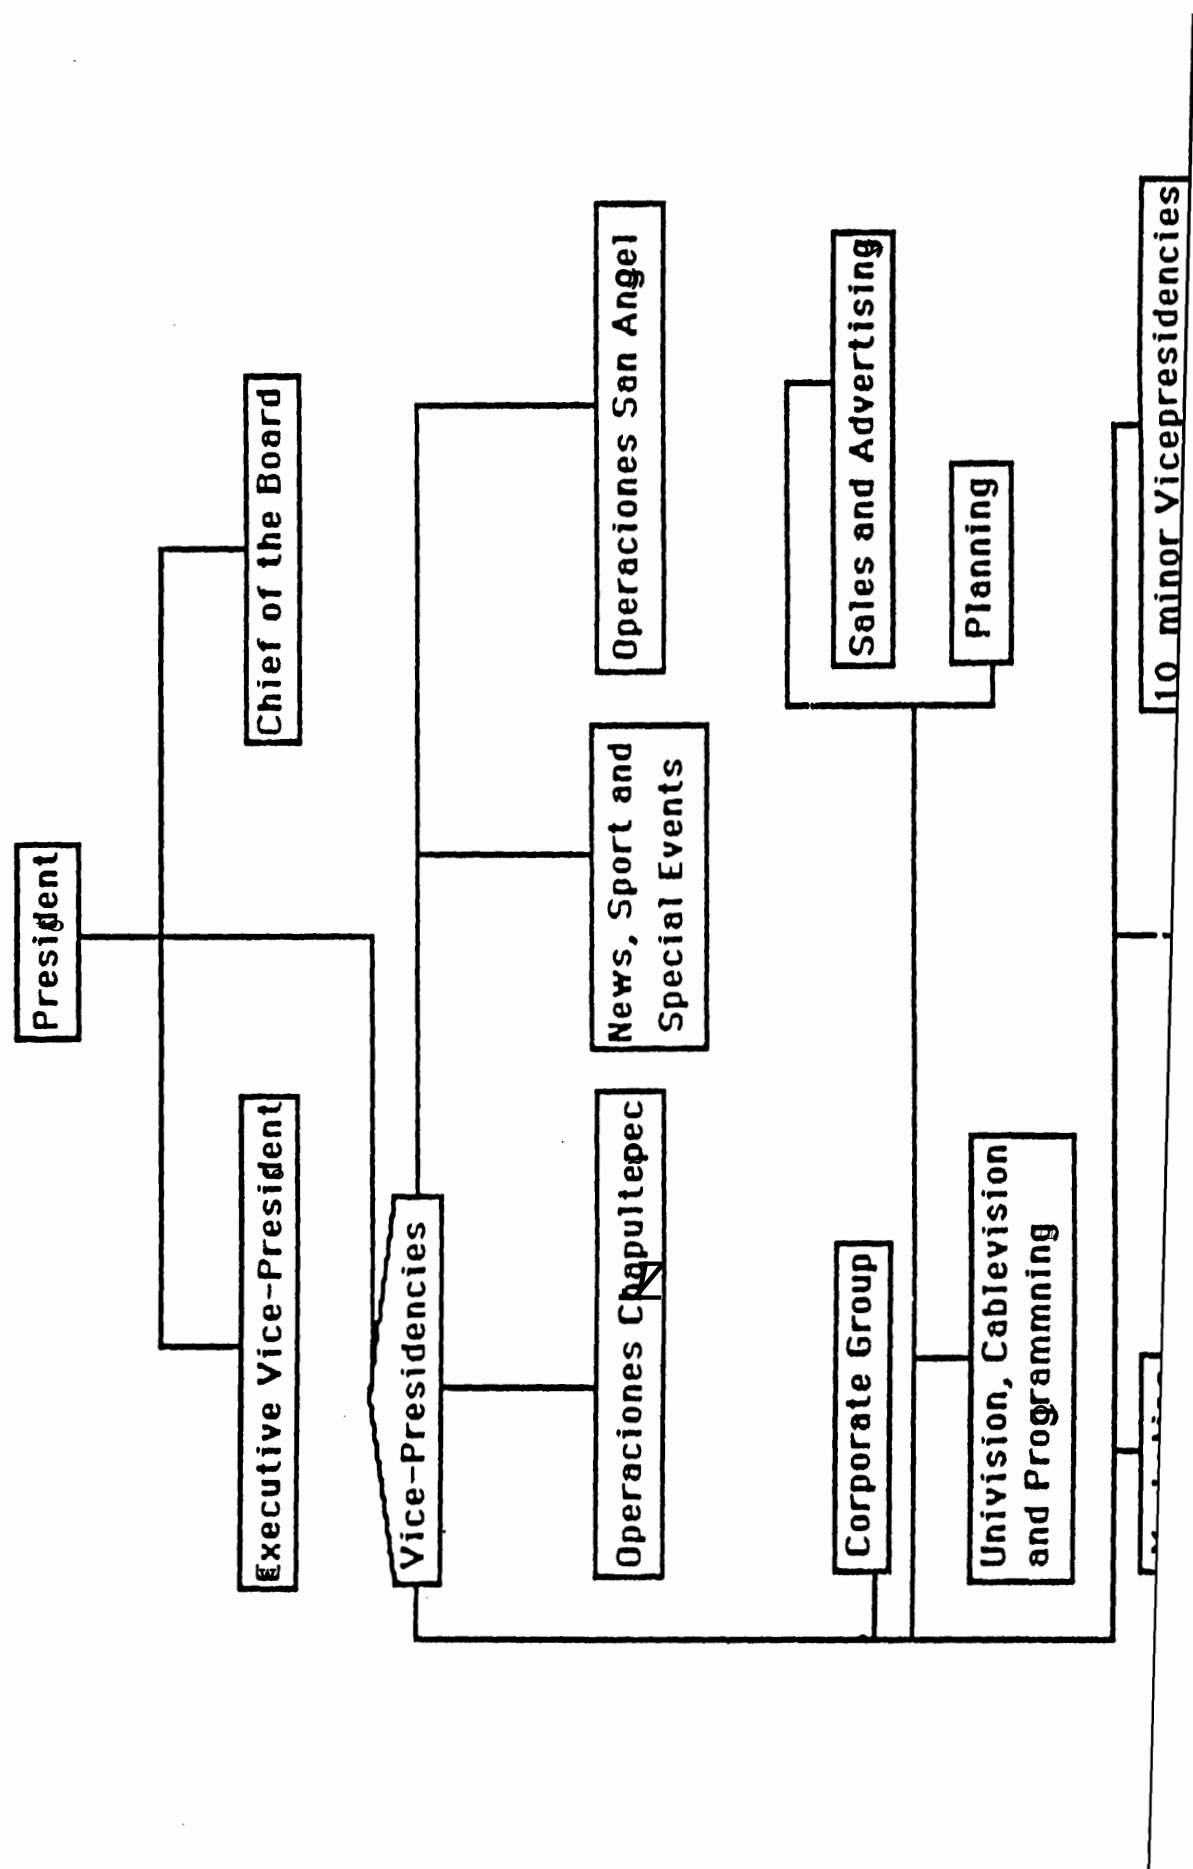 President
Executive Vice-President
Chief of the Board
Vice-Presidencies
Operaciones Chapultepec
News, Sport and
Special Events
Operaciones San Angel
Corporate Group
Sales and Advertising
Univision, Cablevision
and Programmning
Planning
10 minor Vicepresidencies